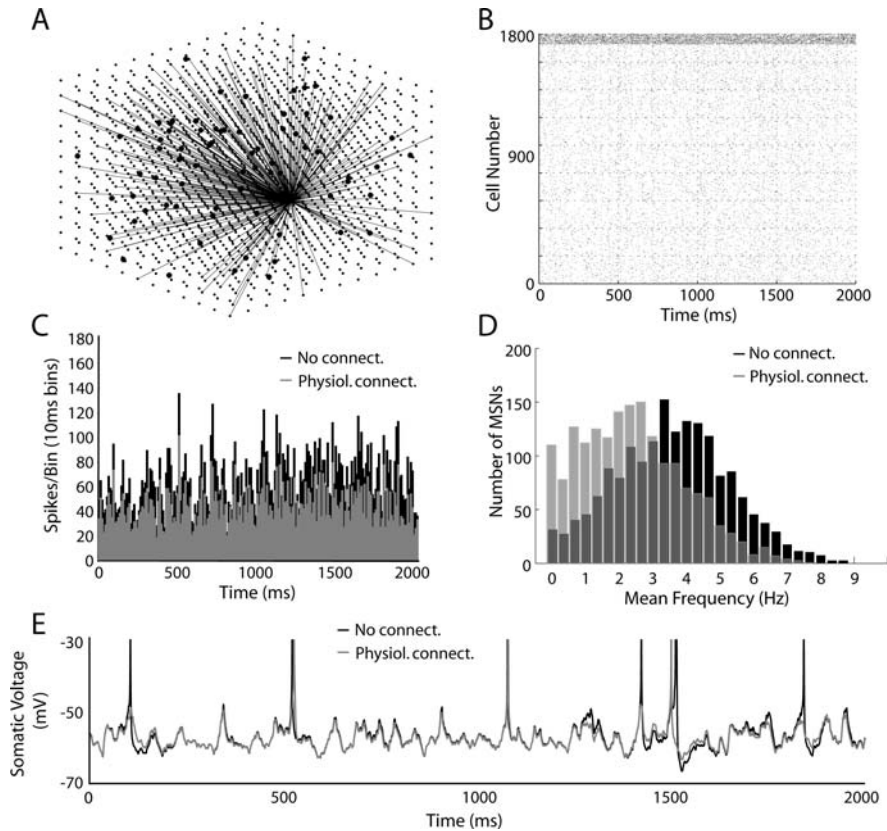 A
B
1800
900
0
Cell Number
0 500 1000 1500 2000
Time (ms)
C
180
160
140
120
100
80
60
40
20
0
Spikes/Bin (10ms bins)
No connect.
Physiol. connect.
0 500 1000 1500 2000
Time (ms)
D
200
150
100
50
0
Number of MSNs
No connect.
Physiol. connect.
0 1 2 3 4 5 6 7 8 9
Mean Frequency (Hz)
E
-30
-50
-70
Somatic Voltage
(mV)
No connect.
Physiol. connect.
0 500 1000 1500 2000
Time (ms)